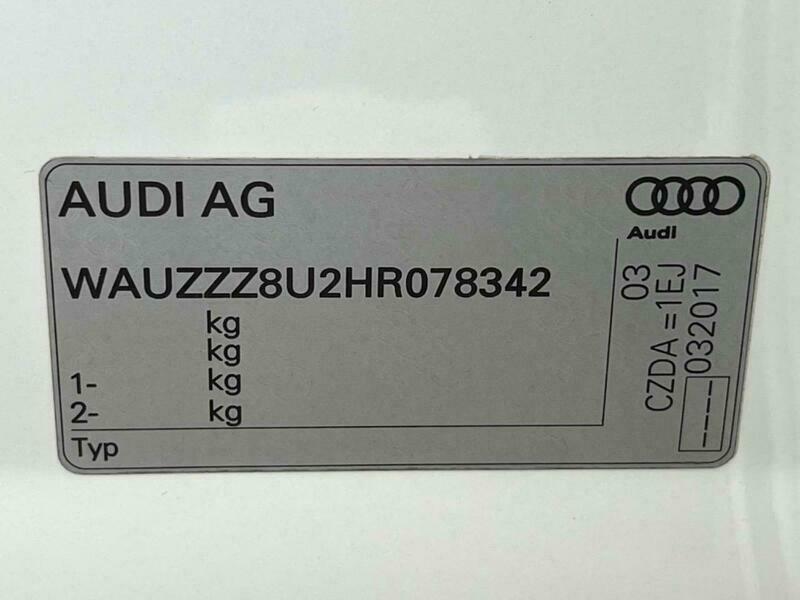 AUDI AG
Audi
WAUZZZ8U2HR078342
kg
kg
1- kg
2- kg
Typ
03
CZDA =1EJ
----032017